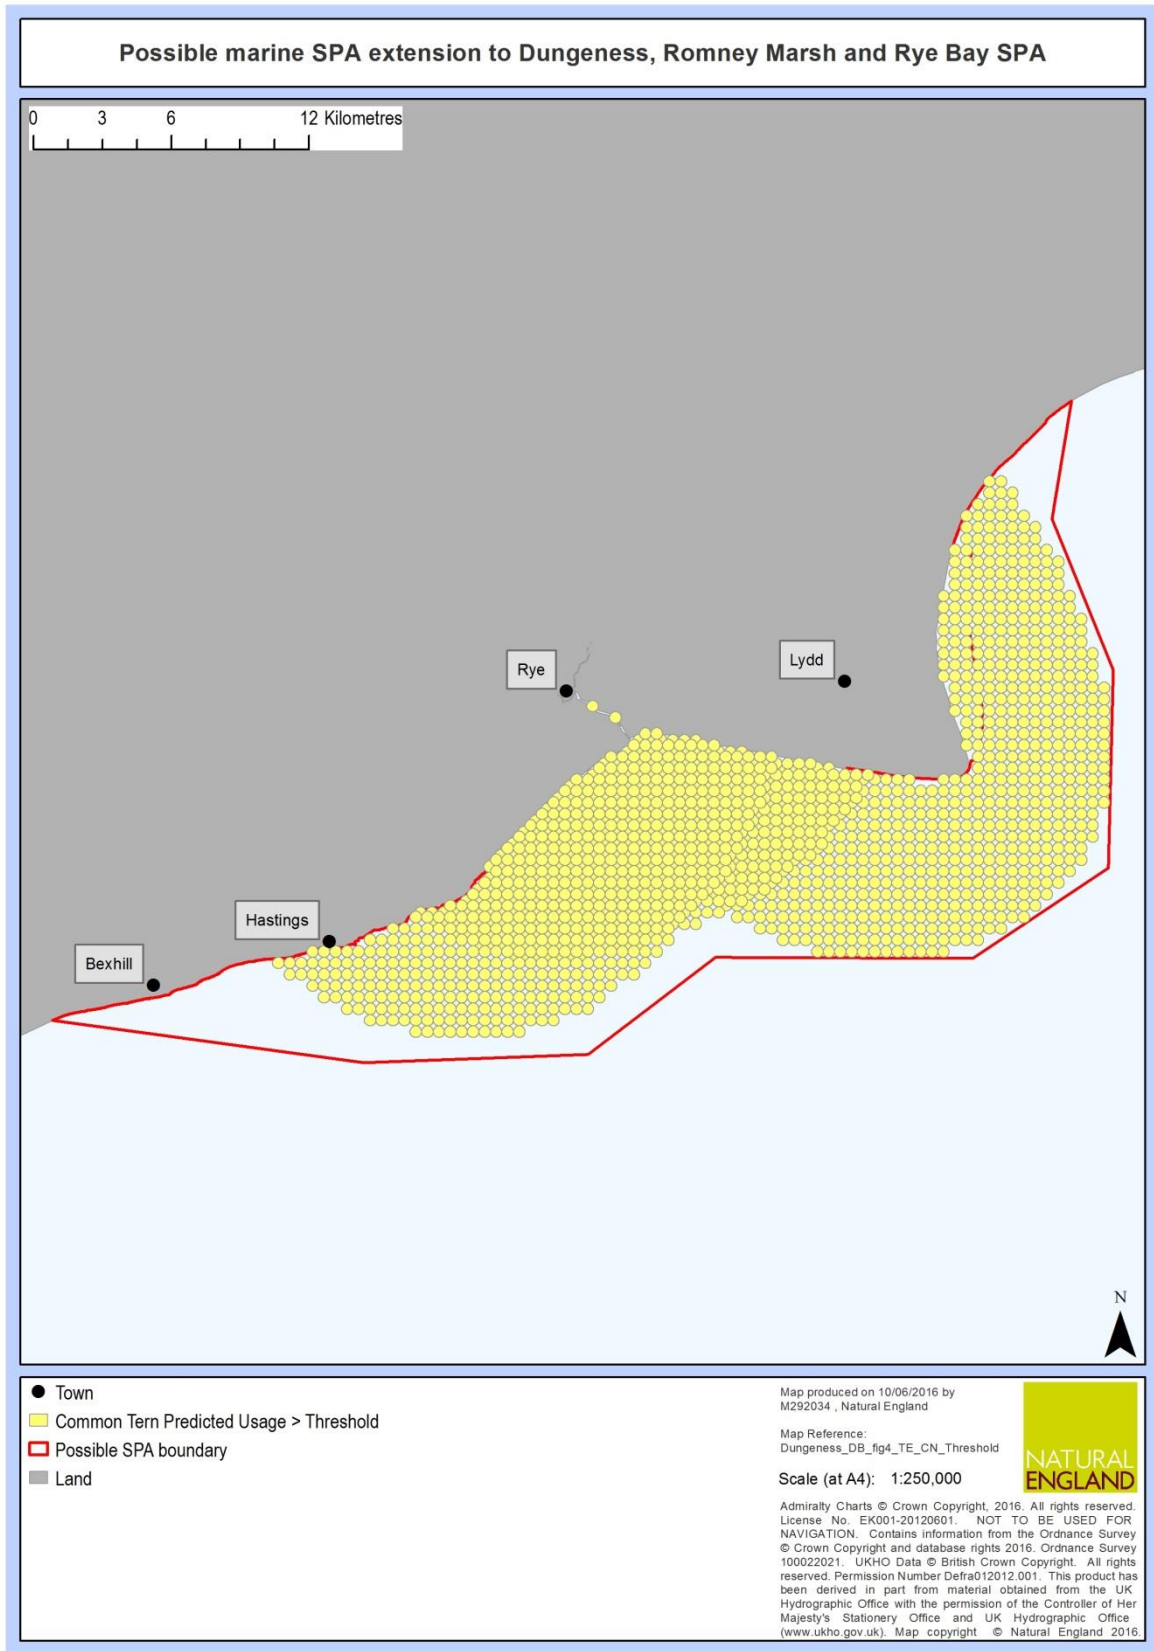 Possible marine SPA extension to Dungeness, Romney Marsh and Rye Bay SPA
0 3 6 12 Kilometres
Rye
Lydd
Hastings
Bexhill
N
Town
Common Tern Predicted Usage > Threshold
Possible SPA boundary
Land
Map produced on 10/06/2016 by
M292034 , Natural England
Map Reference:
Dungeness_DB_fig4_TE_CN_Threshold
Scale (at A4): 1:250,000
NATURAL
ENGLAND
Admiralty Charts © Crown Copyright, 2016. All rights reserved.
License No. EK001-20120601. NOT TO BE USED FOR
NAVIGATION. Contains information from the Ordnance Survey
© Crown Copyright and database rights 2016. Ordnance Survey
100022021. UKHO Data © British Crown Copyright. All rights
reserved. Permission Number Defra012012.001. This product has
been derived in part from material obtained from the UK
Hydrographic Office with the permission of the Controller of Her
Majesty's Stationery Office and UK Hydrographic Office
(www.ukho.gov.uk). Map copyright © Natural England 2016.